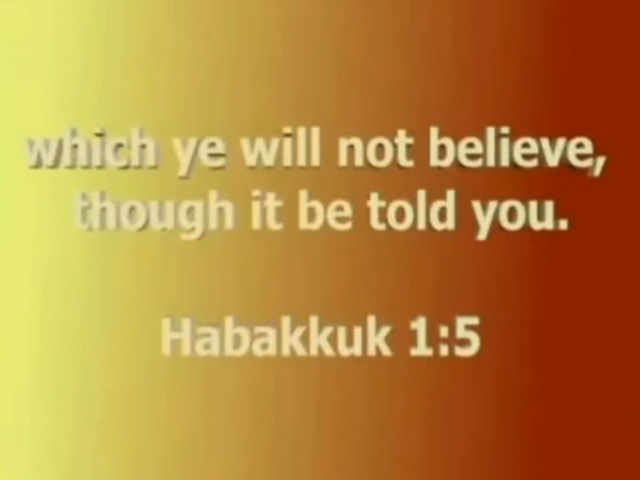 which ye will not believe,
though it be told you.
Habakkuk 1:5